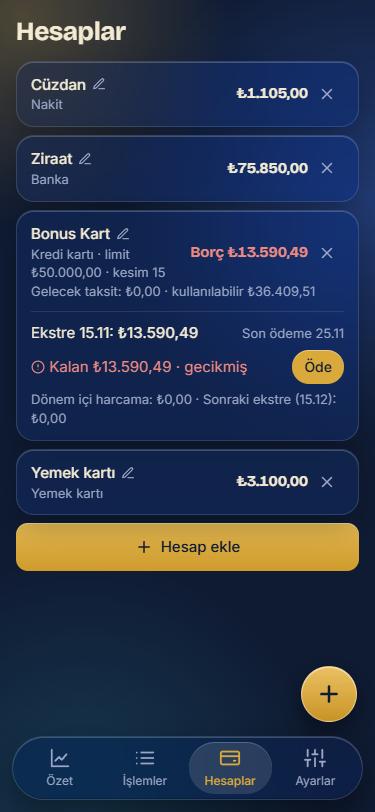 Hesaplar
Cüzdan
Nakit
₺1.105,00
Ziraat
Banka
₺75.850,00
Bonus Kart
Kredi kartı · limit
₺50.000,00 · kesim 15
Borç ₺13.590,49
Gelecek taksit: ₺0,00 · kullanılabilir ₺36.409,51
Ekstre 15.11: ₺13.590,49
Son ödeme 25.11
Kalan ₺13.590,49 · gecikmiş
Öde
Dönem içi harcama: ₺0,00 · Sonraki ekstre (15.12):
₺0,00
Yemek kartı
Yemek kartı
₺3.100,00
+ Hesap ekle
+
Özet
İşlemler
Hesaplar
Ayarlar